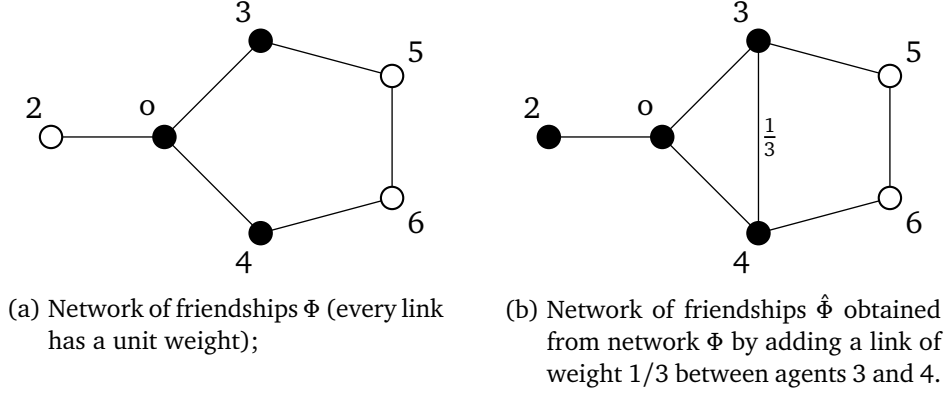 3
5
2
o
6
4
3
5
2
o
1/3
6
4
(a) Network of friendships Φ (every link
has a unit weight);
(b) Network of friendships Φ̂ obtained
from network Φ by adding a link of
weight 1/3 between agents 3 and 4.